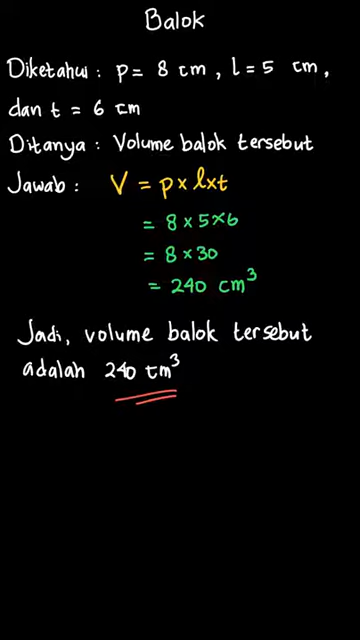 Balok
Diketahui : p = 8 cm , l = 5 cm ,
dan t = 6 cm
Ditanya : Volume balok tersebut
Jawab : V = p x l x t
= 8 x 5 x 6
= 8 x 30
= 240 cm³
Jadi, volume balok tersebut
adalah 240 cm³